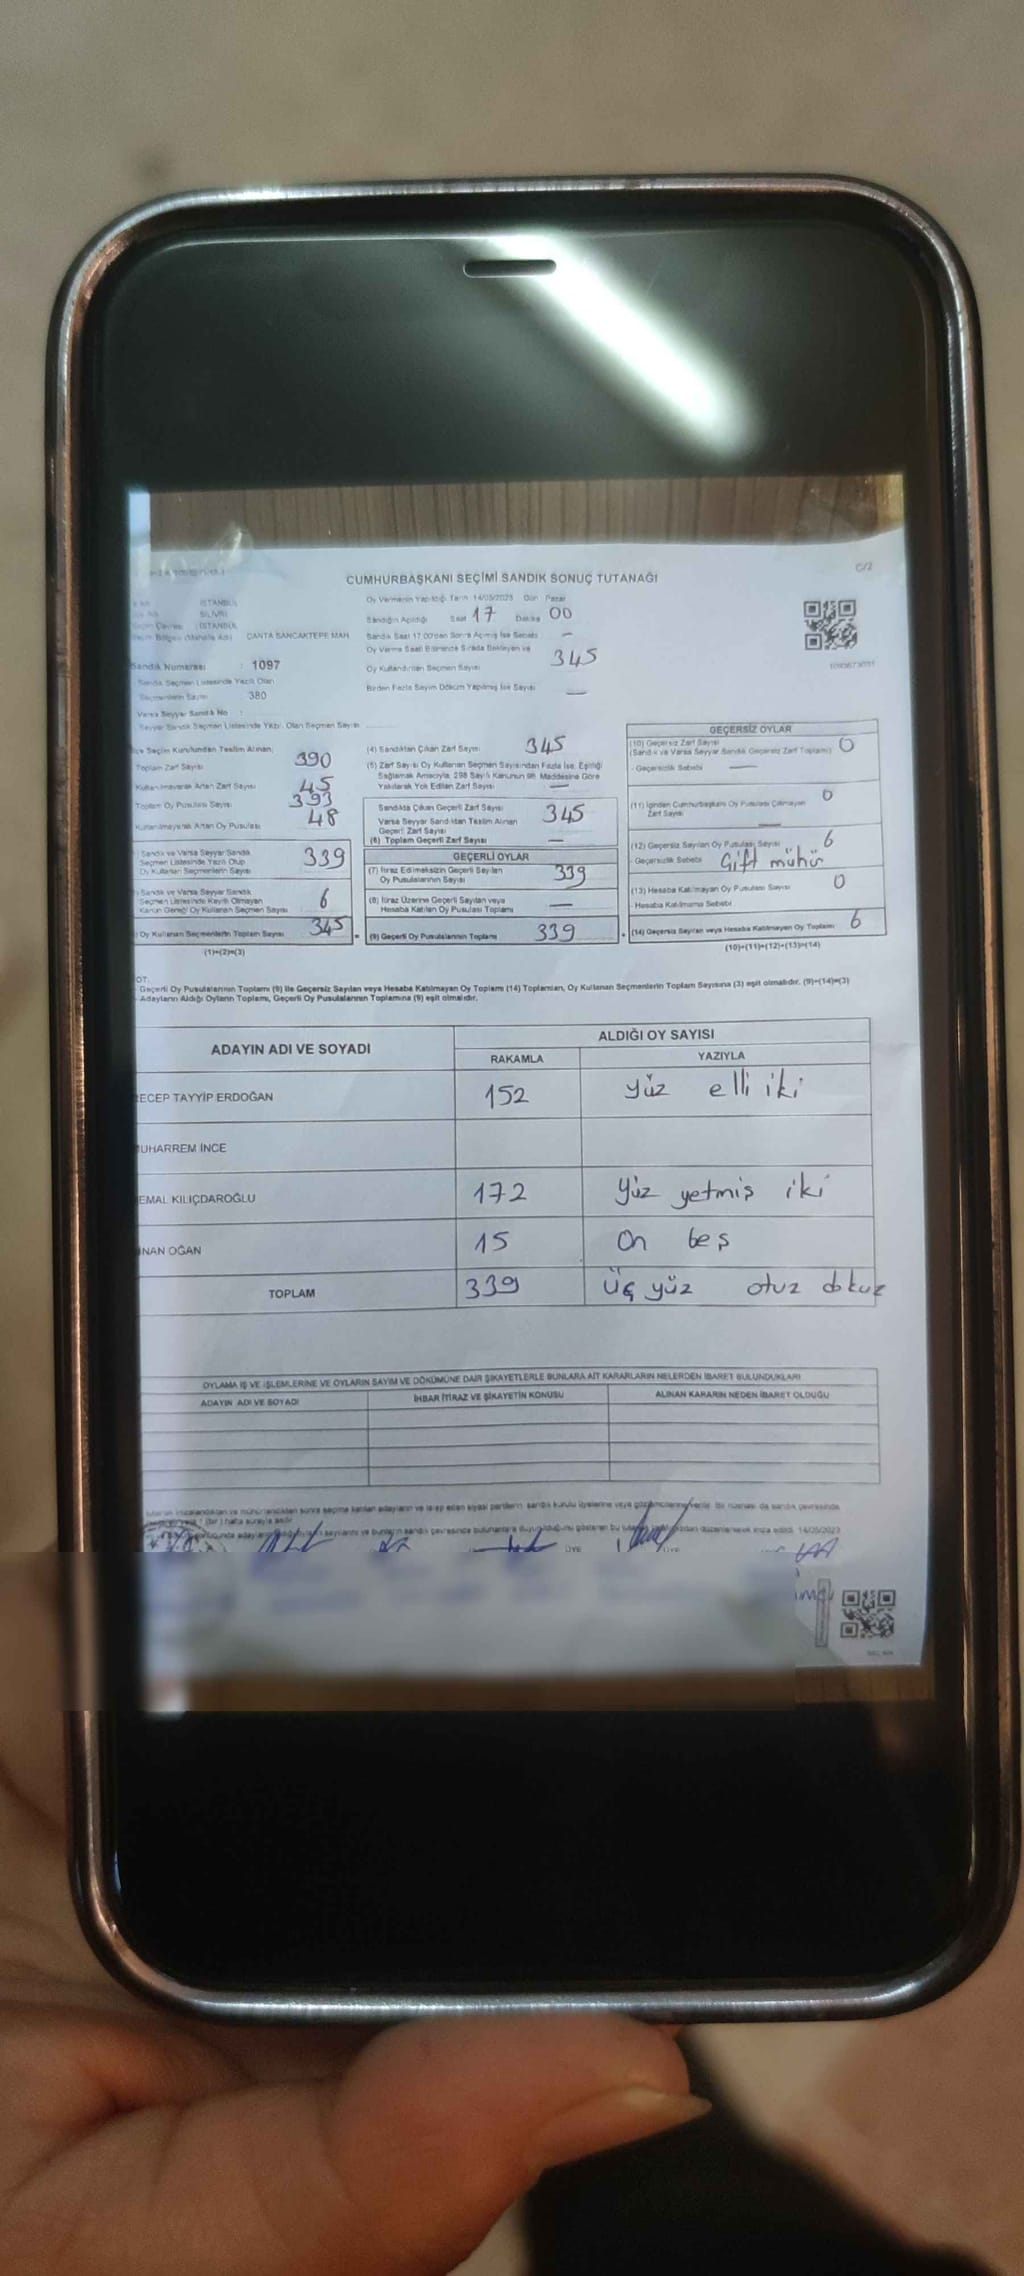 C/2
CUMHURBAŞKANI SEÇİMİ SANDIK SONUÇ TUTANAĞI
İSTANBUL
SİLİVRİ
İSTANBUL
ÇANTA SANCAKTEPE MAH
Sandık Numarası : 1097
Sandık Seçmen Listesinde Yazılı Olan
Seçmenlerin Sayısı 380
Varsa Seyyar Sandık No
Seyyar Sandık Seçmen Listesinde Yazılı Olan Seçmen Sayısı
Oy Vermenin Yapıldığı Tarih 14/05/2023 Gün Pazar
Sandığın Açıldığı Saat 17 Dakika 00
Sandık Saat 17.00'den Sonra Açılmış İse Sebebi —
Oy Verme Saati Bitiminde Sırada Bekleyen ve
Oy Kullandırılan Seçmen Sayısı 345
Birden Fazla Sayım Döküm Yapılmış İse Sayısı —
İlçe Seçim Kurulundan Teslim Alınan
Toplam Zarf Sayısı 390
Kullanılmayarak Artan Zarf Sayısı 45
Toplam Oy Pusulası Sayısı 393
Kullanılmayarak Artan Oy Pusulası 48
Sandık ve Varsa Seyyar Sandık
Seçmen Listesinde Yazılı Olup
Oy Kullanan Seçmenlerin Sayısı 339
Sandık ve Varsa Seyyar Sandık
Seçmen Listesinde Kayıtlı Olmayan
Kanun Gereği Oy Kullanan Seçmen Sayısı 6
Oy Kullanan Seçmenlerin Toplam Sayısı 345
(1)+(2)=(3)
(4) Sandıktan Çıkan Zarf Sayısı 345
(5) Zarf Sayısı Oy Kullanan Seçmen Sayısından Fazla İse, Eşitliği
Sağlamak Amacıyla, 298 Sayılı Kanunun 98. Maddesine Göre
Yakılarak Yok Edilen Zarf Sayısı —
Sandıkta Çıkan Geçerli Zarf Sayısı 345
Varsa Seyyar Sandıktan Teslim Alınan
Geçerli Zarf Sayısı
(6) Toplam Geçerli Zarf Sayısı —
GEÇERLİ OYLAR
(7) İtiraz Edilmeksizin Geçerli Sayılan
Oy Pusulalarının Sayısı 339
(8) İtiraz Üzerine Geçerli Sayılan veya
Hesaba Katılan Oy Pusulası Toplamı —
(9) Geçerli Oy Pusulalarının Toplamı 339
GEÇERSİZ OYLAR
(10) Geçersiz Zarf Sayısı 0
(Sandık ve Varsa Seyyar Sandık Geçersiz Zarf Toplamı)
- Geçersizlik Sebebi —
(11) İçinden Cumhurbaşkanı Oy Pusulası Çıkmayan 0
Zarf Sayısı —
(12) Geçersiz Sayılan Oy Pusulası Sayısı 6
- Geçersizlik Sebebi Çift mühür
(13) Hesaba Katılmayan Oy Pusulası Sayısı 0
- Hesaba Katılmama Sebebi
(14) Geçersiz Sayılan veya Hesaba Katılmayan Oy Toplamı 6
(10)+(11)+(12)+(13)=(14)
OT:
Geçerli Oy Pusulalarının Toplamı (9) ile Geçersiz Sayılan veya Hesaba Katılmayan Oy Toplamı (14) Toplamları, Oy Kullanan Seçmenlerin Toplam Sayısına (3) eşit olmalıdır. (9)+(14)=(3)
- Adayların Aldığı Oyların Toplamı, Geçerli Oy Pusulalarının Toplamına (9) eşit olmalıdır.
ADAYIN ADI VE SOYADI ALDIĞI OY SAYISI
RAKAMLA YAZIYLA
ECEP TAYYİP ERDOĞAN 152 Yüz elli iki
UHARREM İNCE
EMAL KILIÇDAROĞLU 172 Yüz yetmiş iki
İNAN OĞAN 15 On beş
TOPLAM 339 Üç yüz otuz dokuz
OYLAMA İŞ VE İŞLEMLERİNE VE OYLARIN SAYIM VE DÖKÜMÜNE DAİR ŞİKAYETLERLE BUNLARA AİT KARARLARIN NELERDEN İBARET BULUNDUKLARI
ADAYIN ADI VE SOYADI İHBAR İTİRAZ VE ŞİKAYETİN KONUSU ALINAN KARARIN NEDEN İBARET OLDUĞU
14/05/2023
ÜYE ÜYE